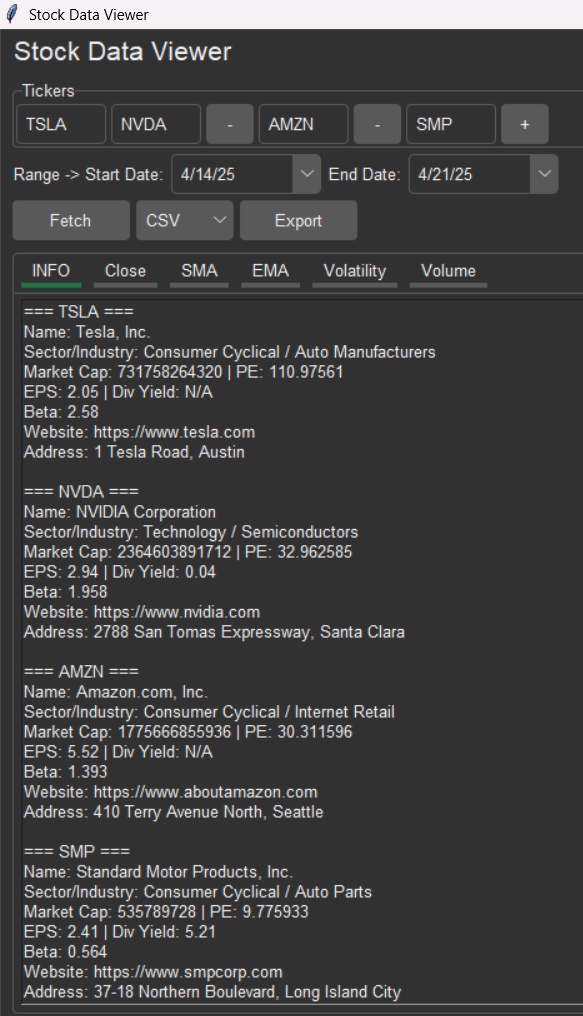 Stock Data Viewer
Stock Data Viewer
Tickers
TSLA NVDA - AMZN - SMP +
Range -> Start Date: 4/14/25 End Date: 4/21/25
Fetch CSV Export
INFO Close SMA EMA Volatility Volume
=== TSLA ===
Name: Tesla, Inc.
Sector/Industry: Consumer Cyclical / Auto Manufacturers
Market Cap: 731758264320 | PE: 110.97561
EPS: 2.05 | Div Yield: N/A
Beta: 2.58
Website: https://www.tesla.com
Address: 1 Tesla Road, Austin
=== NVDA ===
Name: NVIDIA Corporation
Sector/Industry: Technology / Semiconductors
Market Cap: 2364603891712 | PE: 32.962585
EPS: 2.94 | Div Yield: 0.04
Beta: 1.958
Website: https://www.nvidia.com
Address: 2788 San Tomas Expressway, Santa Clara
=== AMZN ===
Name: Amazon.com, Inc.
Sector/Industry: Consumer Cyclical / Internet Retail
Market Cap: 1775666855936 | PE: 30.311596
EPS: 5.52 | Div Yield: N/A
Beta: 1.393
Website: https://www.aboutamazon.com
Address: 410 Terry Avenue North, Seattle
=== SMP ===
Name: Standard Motor Products, Inc.
Sector/Industry: Consumer Cyclical / Auto Parts
Market Cap: 535789728 | PE: 9.775933
EPS: 2.41 | Div Yield: 5.21
Beta: 0.564
Website: https://www.smpcorp.com
Address: 37-18 Northern Boulevard, Long Island City